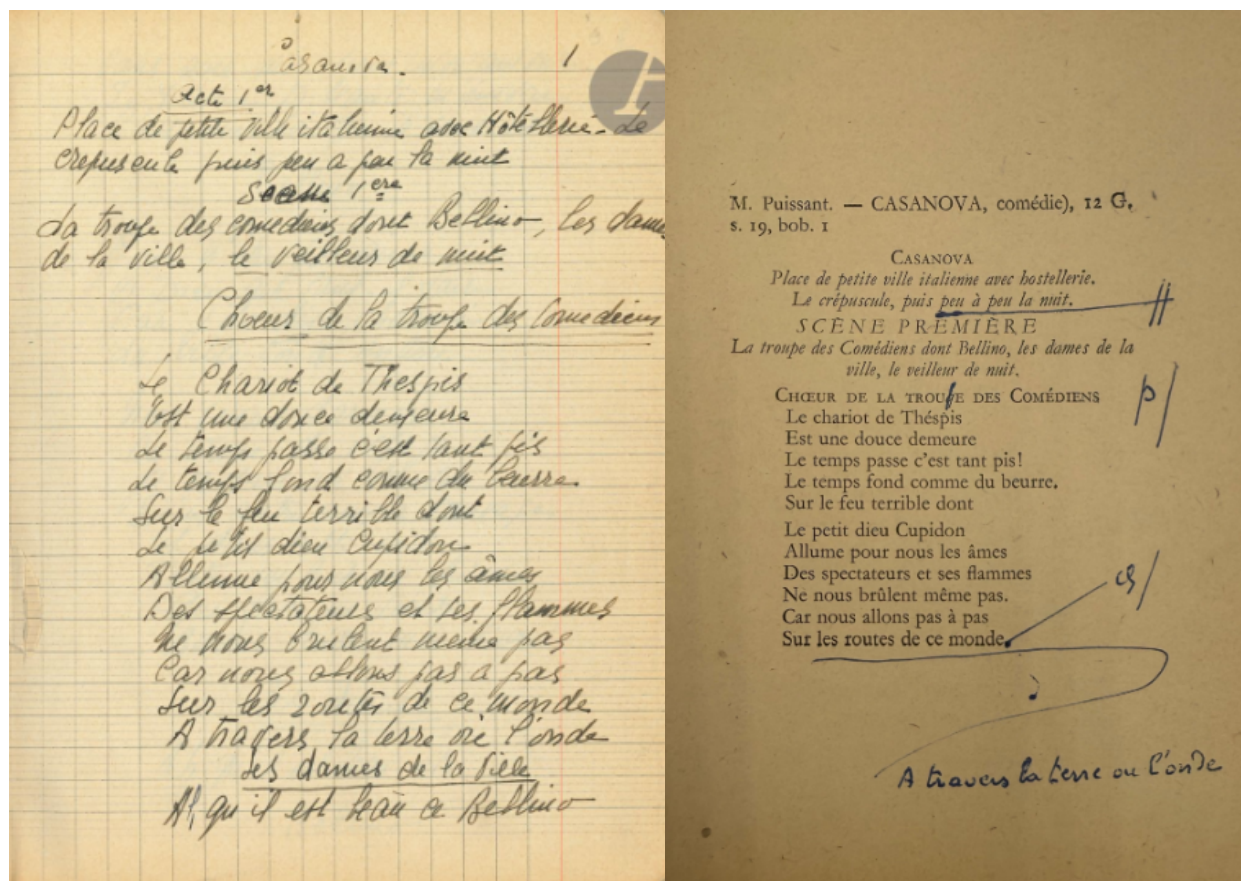 Casanova.
1
Acte 1er
Place de petite ville italienne avec Hôtellerie. Le
crepuscule puis peu a peu la nuit
Scene 1ere
La troupe des comediens dont Bellino, les dames
de la ville, le veilleur de nuit
Choeur de la troupe des Comediens
Le Chariot de Thespis
Est une douce demeure
Le temps passe c'est tant pis
Le temps fond comme du beurre
Sur le feu terrible dont
Le petit dieu Cupidon
Allume pour nous les âmes
Des spectateurs et ses flammes
Ne nous brulent meme pas
Car nous allons pas a pas
Sur les routes de ce monde
A travers la terre où l'onde
Les dames de la Ville
Ah, qu'il est beau ce Bellino
M. Puissant. — CASANOVA, comédie), 12 G,
s. 19, bob. 1
CASANOVA
Place de petite ville italienne avec hostellerie.
Le crépuscule, puis peu à peu la nuit.
SCÈNE PREMIÈRE
La troupe des Comédiens dont Bellino, les dames de la
ville, le veilleur de nuit.
CHŒUR DE LA TROUPE DES COMÉDIENS
p/
Le chariot de Théspis
Est une douce demeure
Le temps passe c'est tant pis!
Le temps fond comme du beurre.
Sur le feu terrible dont
Le petit dieu Cupidon
Allume pour nous les âmes
Des spectateurs et ses flammes
Ne nous brûlent même pas.
Car nous allons pas à pas
Sur les routes de ce monde.
A travers la terre ou l'onde